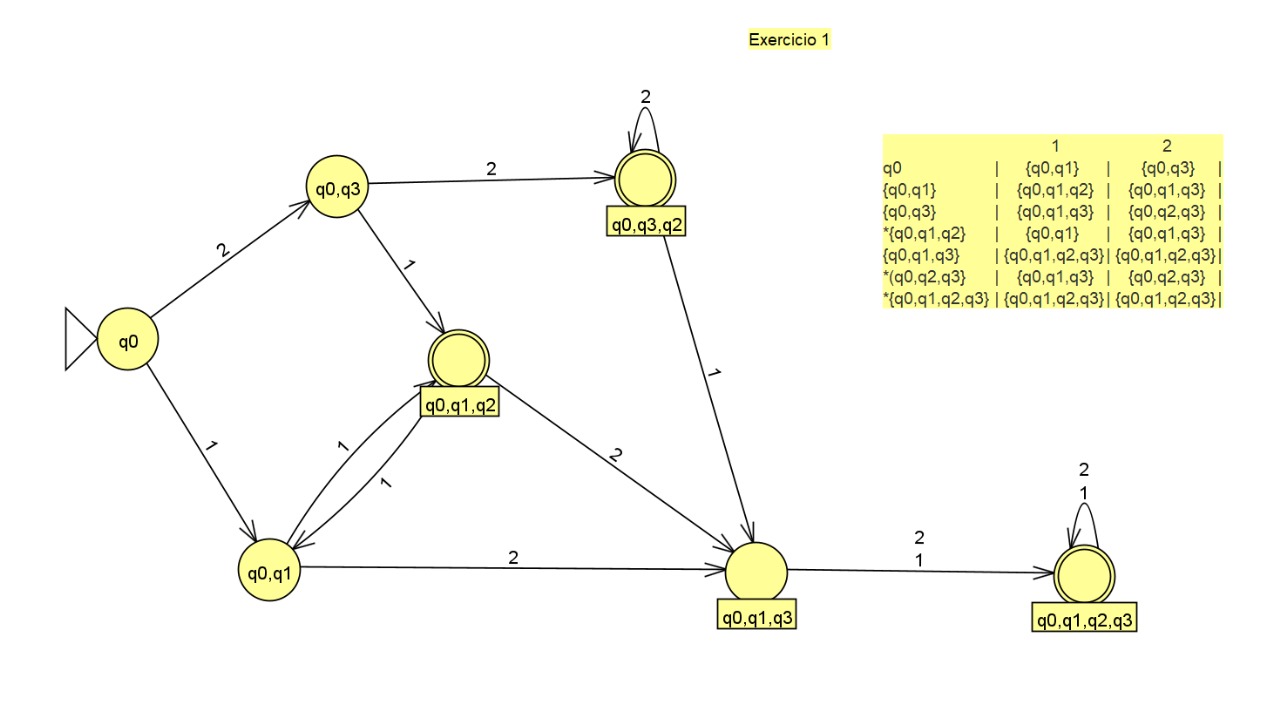 Exercicio 1
1 2
q0 | {q0,q1} | {q0,q3} |
{q0,q1} | {q0,q1,q2} | {q0,q1,q3} |
{q0,q3} | {q0,q1,q3} | {q0,q2,q3} |
*{q0,q1,q2} | {q0,q1} | {q0,q1,q3} |
{q0,q1,q3} | {q0,q1,q2,q3}| {q0,q1,q2,q3}|
*(q0,q2,q3} | {q0,q1,q3} | {q0,q2,q3} |
*{q0,q1,q2,q3} | {q0,q1,q2,q3}| {q0,q1,q2,q3}|
2
2
q0,q3
q0,q3,q2
2
1
q0
1
q0,q1,q2
1
1
1
2
2
1
2
q0,q1
2
1
q0,q1,q3
q0,q1,q2,q3